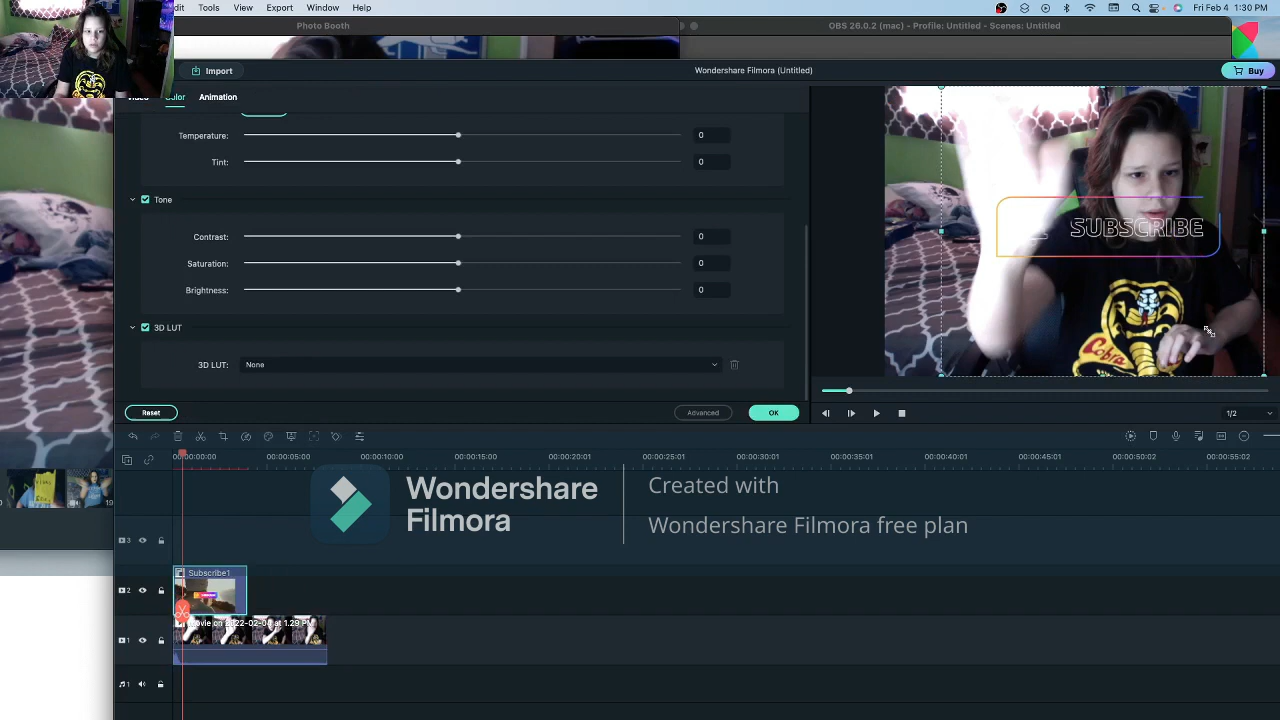 dit Tools View Export Window Help
Fri Feb 4 1:30 PM
Photo Booth
OBS 26.0.2 (mac) - Profile: Untitled - Scenes: Untitled
Import
Wondershare Filmora (Untitled)
Buy
Video Color Animation
Temperature: 0
Tint: 0
Tone
Contrast: 0
Saturation: 0
Brightness: 0
3D LUT
3D LUT: None
Reset
Advanced
OK
SUBSCRIBE
Cobra
1/2
00:00:00:00 00:00:05:00 00:00:10:00 00:00:15:00 00:00:20:01 00:00:25:01 00:00:30:01 00:00:35:01 00:00:40:01 00:00:45:01 00:00:50:02 00:00:55:02
Wondershare
Filmora
Created with
Wondershare Filmora free plan
3
Subscribe1
2
Movie on 2022-02-04 at 1.29 PM
1
1